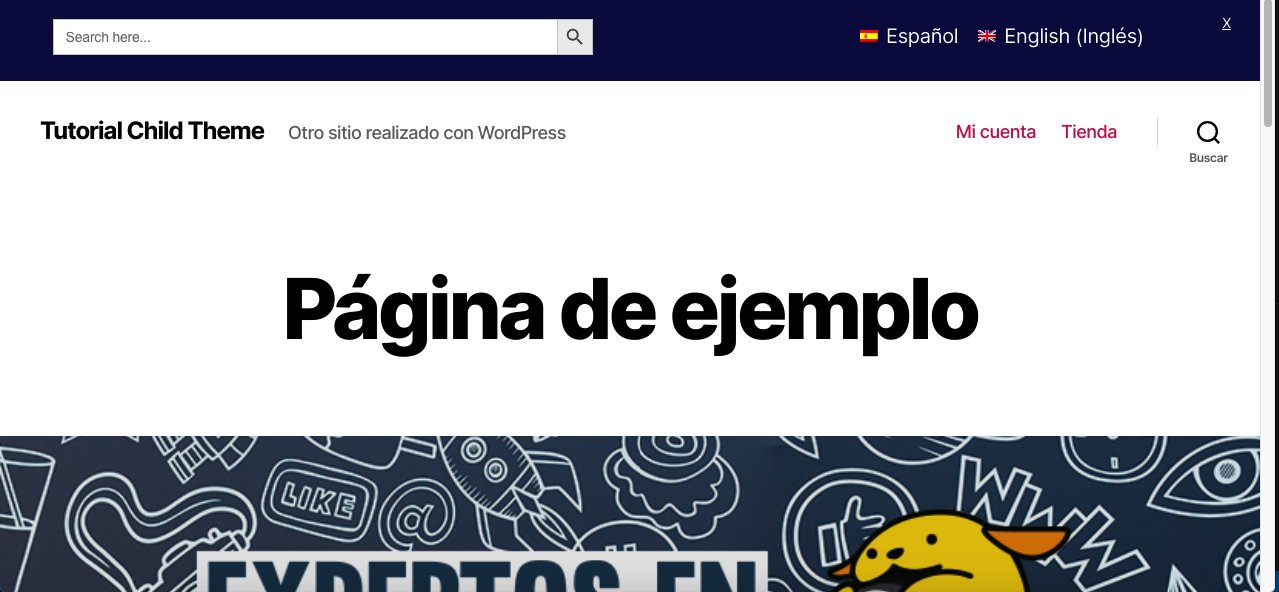 Search here...
Español English (Inglés) X
Tutorial Child Theme Otro sitio realizado con WordPress Mi cuenta Tienda
Buscar
Página de ejemplo
LIKE @ WWW
EXPERTOS EN